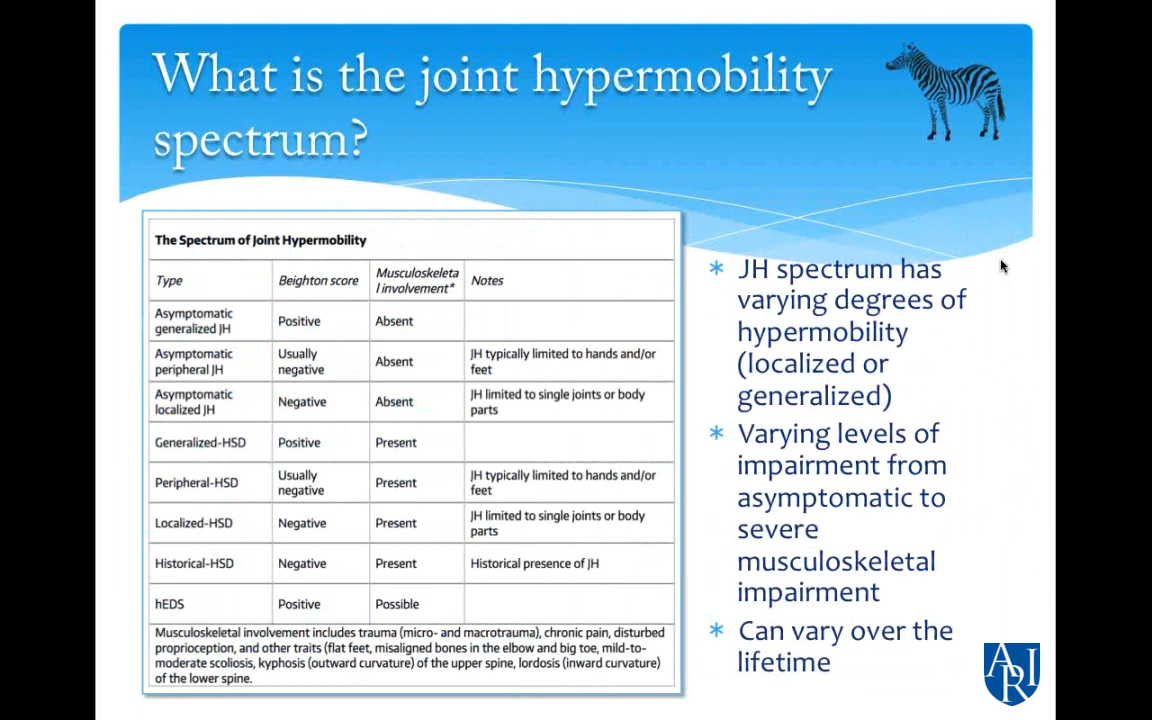 What is the joint hypermobility
spectrum?
The Spectrum of Joint Hypermobility
Type Beighton score Musculoskeleta l involvement* Notes
Asymptomatic generalized JH Positive Absent
Asymptomatic peripheral JH Usually negative Absent JH typically limited to hands and/or feet
Asymptomatic localized JH Negative Absent JH limited to single joints or body parts
Generalized-HSD Positive Present
Peripheral-HSD Usually negative Present JH typically limited to hands and/or feet
Localized-HSD Negative Present JH limited to single joints or body parts
Historical-HSD Negative Present Historical presence of JH
hEDS Positive Possible
Musculoskeletal involvement includes trauma (micro- and macrotrauma), chronic pain, disturbed
proprioception, and other traits (flat feet, misaligned bones in the elbow and big toe, mild-to-
moderate scoliosis, kyphosis (outward curvature) of the upper spine, lordosis (inward curvature)
of the lower spine.
* JH spectrum has
varying degrees of
hypermobility
(localized or
generalized)
* Varying levels of
impairment from
asymptomatic to
severe
musculoskeletal
impairment
* Can vary over the
lifetime
ARI